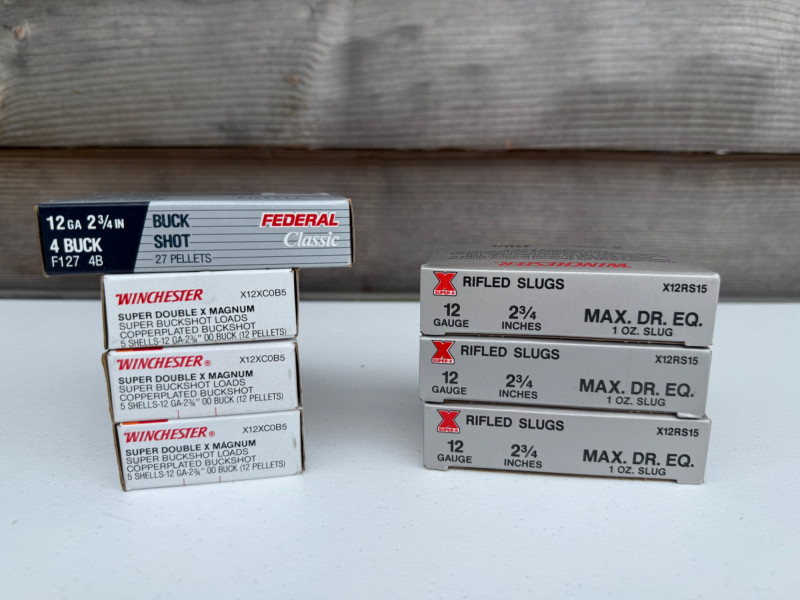 12 GA 2 3/4 IN
4 BUCK
F127 4B
BUCK
SHOT
27 PELLETS
FEDERAL
Classic
WINCHESTER
X12XC0B5
SUPER DOUBLE X MAGNUM
SUPER BUCKSHOT LOADS
COPPERPLATED BUCKSHOT
5 SHELLS-12 GA-2¾" 00 BUCK (12 PELLETS)
WINCHESTER®
X12XC0B5
SUPER DOUBLE X MAGNUM
SUPER BUCKSHOT LOADS
COPPERPLATED BUCKSHOT
5 SHELLS-12 GA-2¾" 00 BUCK (12 PELLETS)
WINCHESTER®
X12XC0B5
SUPER DOUBLE X MAGNUM
SUPER BUCKSHOT LOADS
COPPERPLATED BUCKSHOT
5 SHELLS-12 GA-2¾" 00 BUCK (12 PELLETS)
WINCHESTER
X
SUPER-X
RIFLED SLUGS
X12RS15
12
GAUGE
2¾
INCHES
MAX. DR. EQ.
1 OZ. SLUG
X
SUPER-X
RIFLED SLUGS
X12RS15
12
GAUGE
2¾
INCHES
MAX. DR. EQ.
1 OZ. SLUG
X
SUPER-X
RIFLED SLUGS
X12RS15
12
GAUGE
2¾
INCHES
MAX. DR. EQ.
1 OZ. SLUG